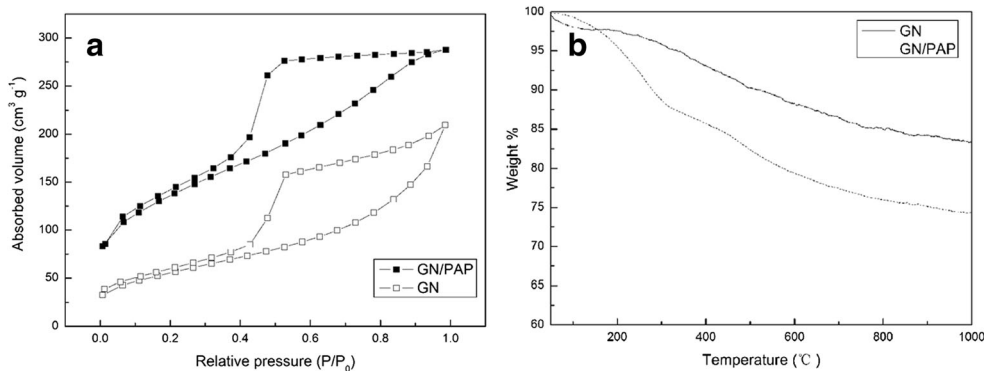 a
300
250
200
150
100
50
0
Absorbed volume (cm³ g⁻¹)
0.0 0.2 0.4 0.6 0.8 1.0
Relative pressure (P/P₀)
GN/PAP
GN
b
100
95
90
85
80
75
70
65
60
Weight %
200 400 600 800 1000
Temperature (℃)
GN
GN/PAP